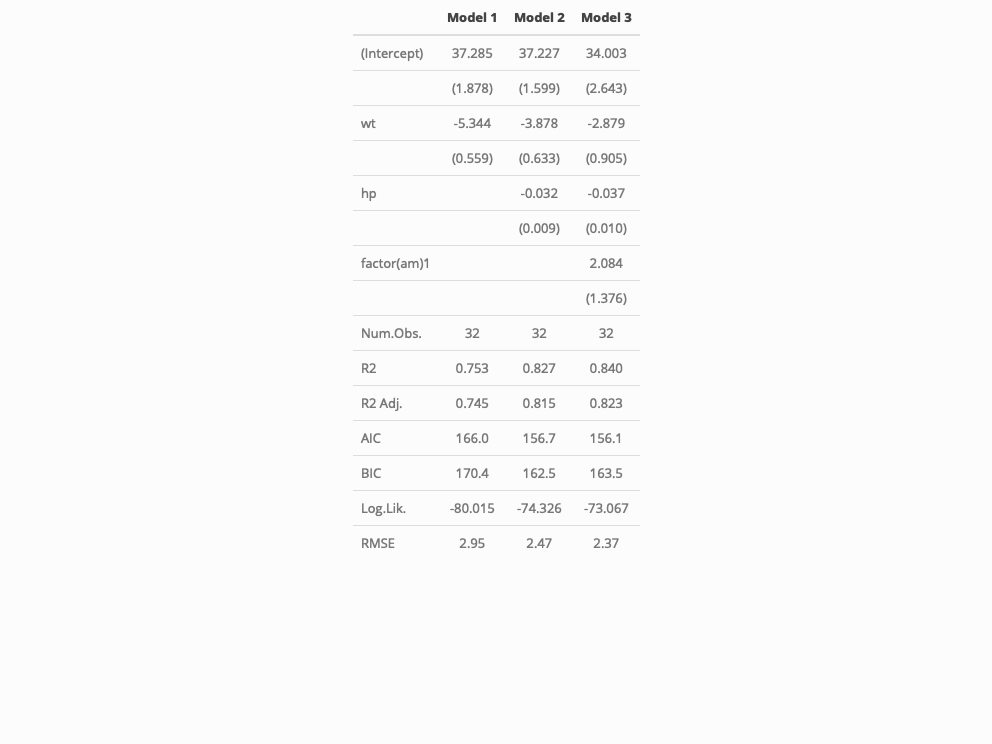 Model 1 Model 2 Model 3
(Intercept) 37.285 37.227 34.003
(1.878) (1.599) (2.643)
wt -5.344 -3.878 -2.879
(0.559) (0.633) (0.905)
hp -0.032 -0.037
(0.009) (0.010)
factor(am)1 2.084
(1.376)
Num.Obs. 32 32 32
R2 0.753 0.827 0.840
R2 Adj. 0.745 0.815 0.823
AIC 166.0 156.7 156.1
BIC 170.4 162.5 163.5
Log.Lik. -80.015 -74.326 -73.067
RMSE 2.95 2.47 2.37